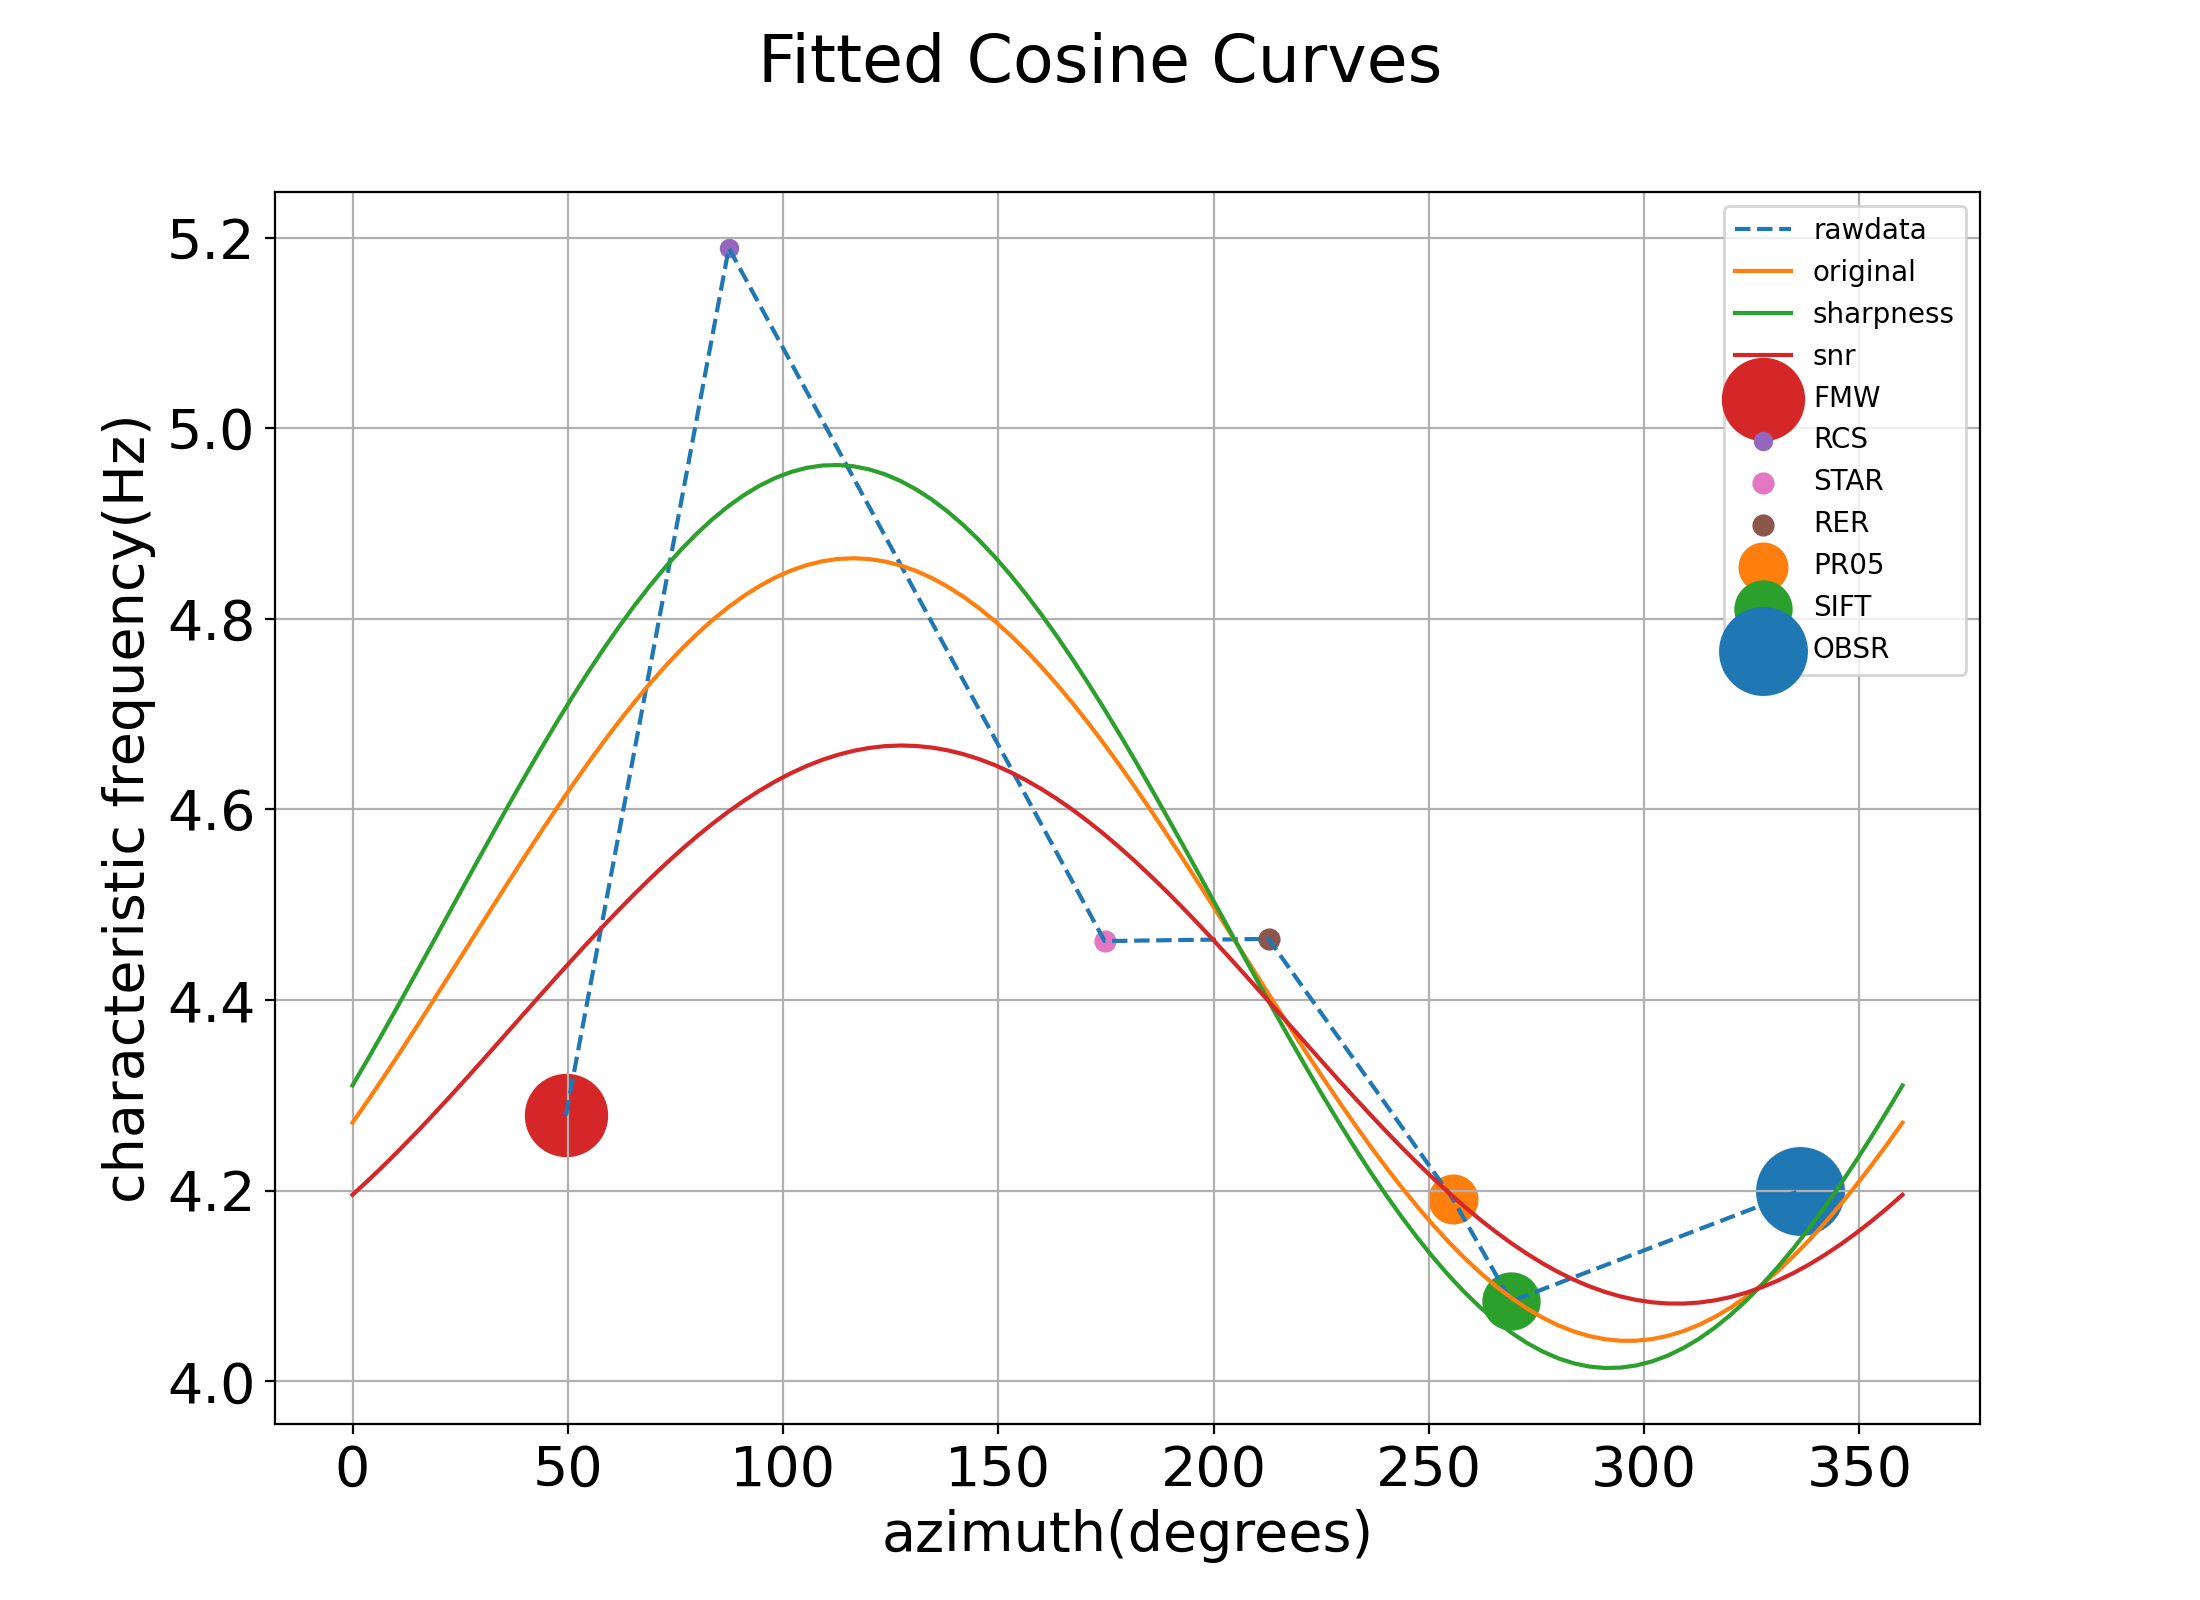 Fitted Cosine Curves
5.2
5.0
4.8
4.6
4.4
4.2
4.0
characteristic frequency(Hz)
rawdata
original
sharpness
snr
FMW
RCS
STAR
RER
PR05
SIFT
OBSR
0 50 100 150 200 250 300 350
azimuth(degrees)